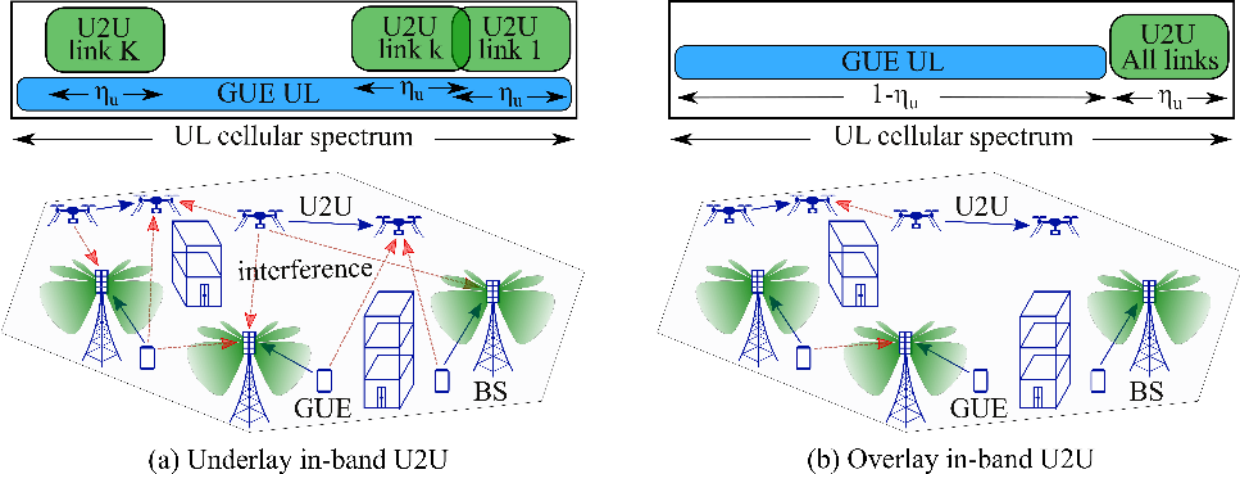 U2U
link K
U2U
link k
U2U
link 1
ηu
GUE UL
ηu
ηu
UL cellular spectrum
U2U
interference
GUE
BS
(a) Underlay in-band U2U
U2U
All links
GUE UL
1-ηu
ηu
UL cellular spectrum
U2U
GUE
BS
(b) Overlay in-band U2U